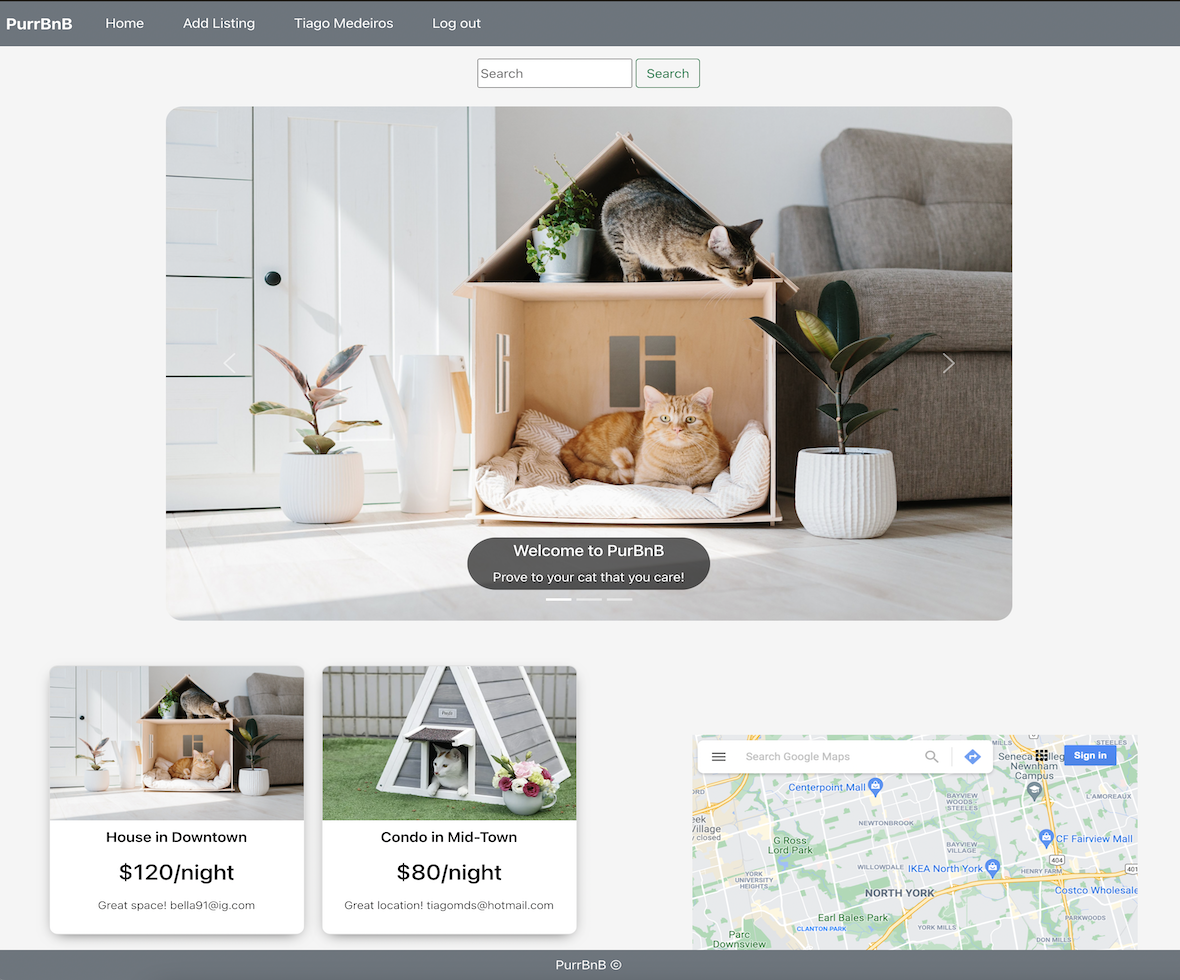 PurrBnB Home Add Listing Tiago Medeiros Log out
Search Search
Welcome to PurBnB
Prove to your cat that you care!
House in Downtown
$120/night
Great space! bella91@ig.com
Condo in Mid-Town
$80/night
Great location! tiagomds@hotmail.com
Search Google Maps
Sign in
MILLS
STEELES
Seneca
Newnham
Campus
Centerpoint Mall
BAYVIEW
WOODS
STEELES
L'AMOREAUX
Village
closed
NEWTONBROOK
G Ross
Lord Park
CF Fairview Mall
BAYVIEW
VILLAGE
404
WILLOWDALE
IKEA North York
HENRY FARM
401
YORK
UNIVERSITY
HEIGHTS
NORTH YORK
Costco Wholesale
Earl Bales Park
PARKWOODS
CLANTON PARK
YORK MILLS
Parc
Downsview
DON MILLS
PurrBnB ©